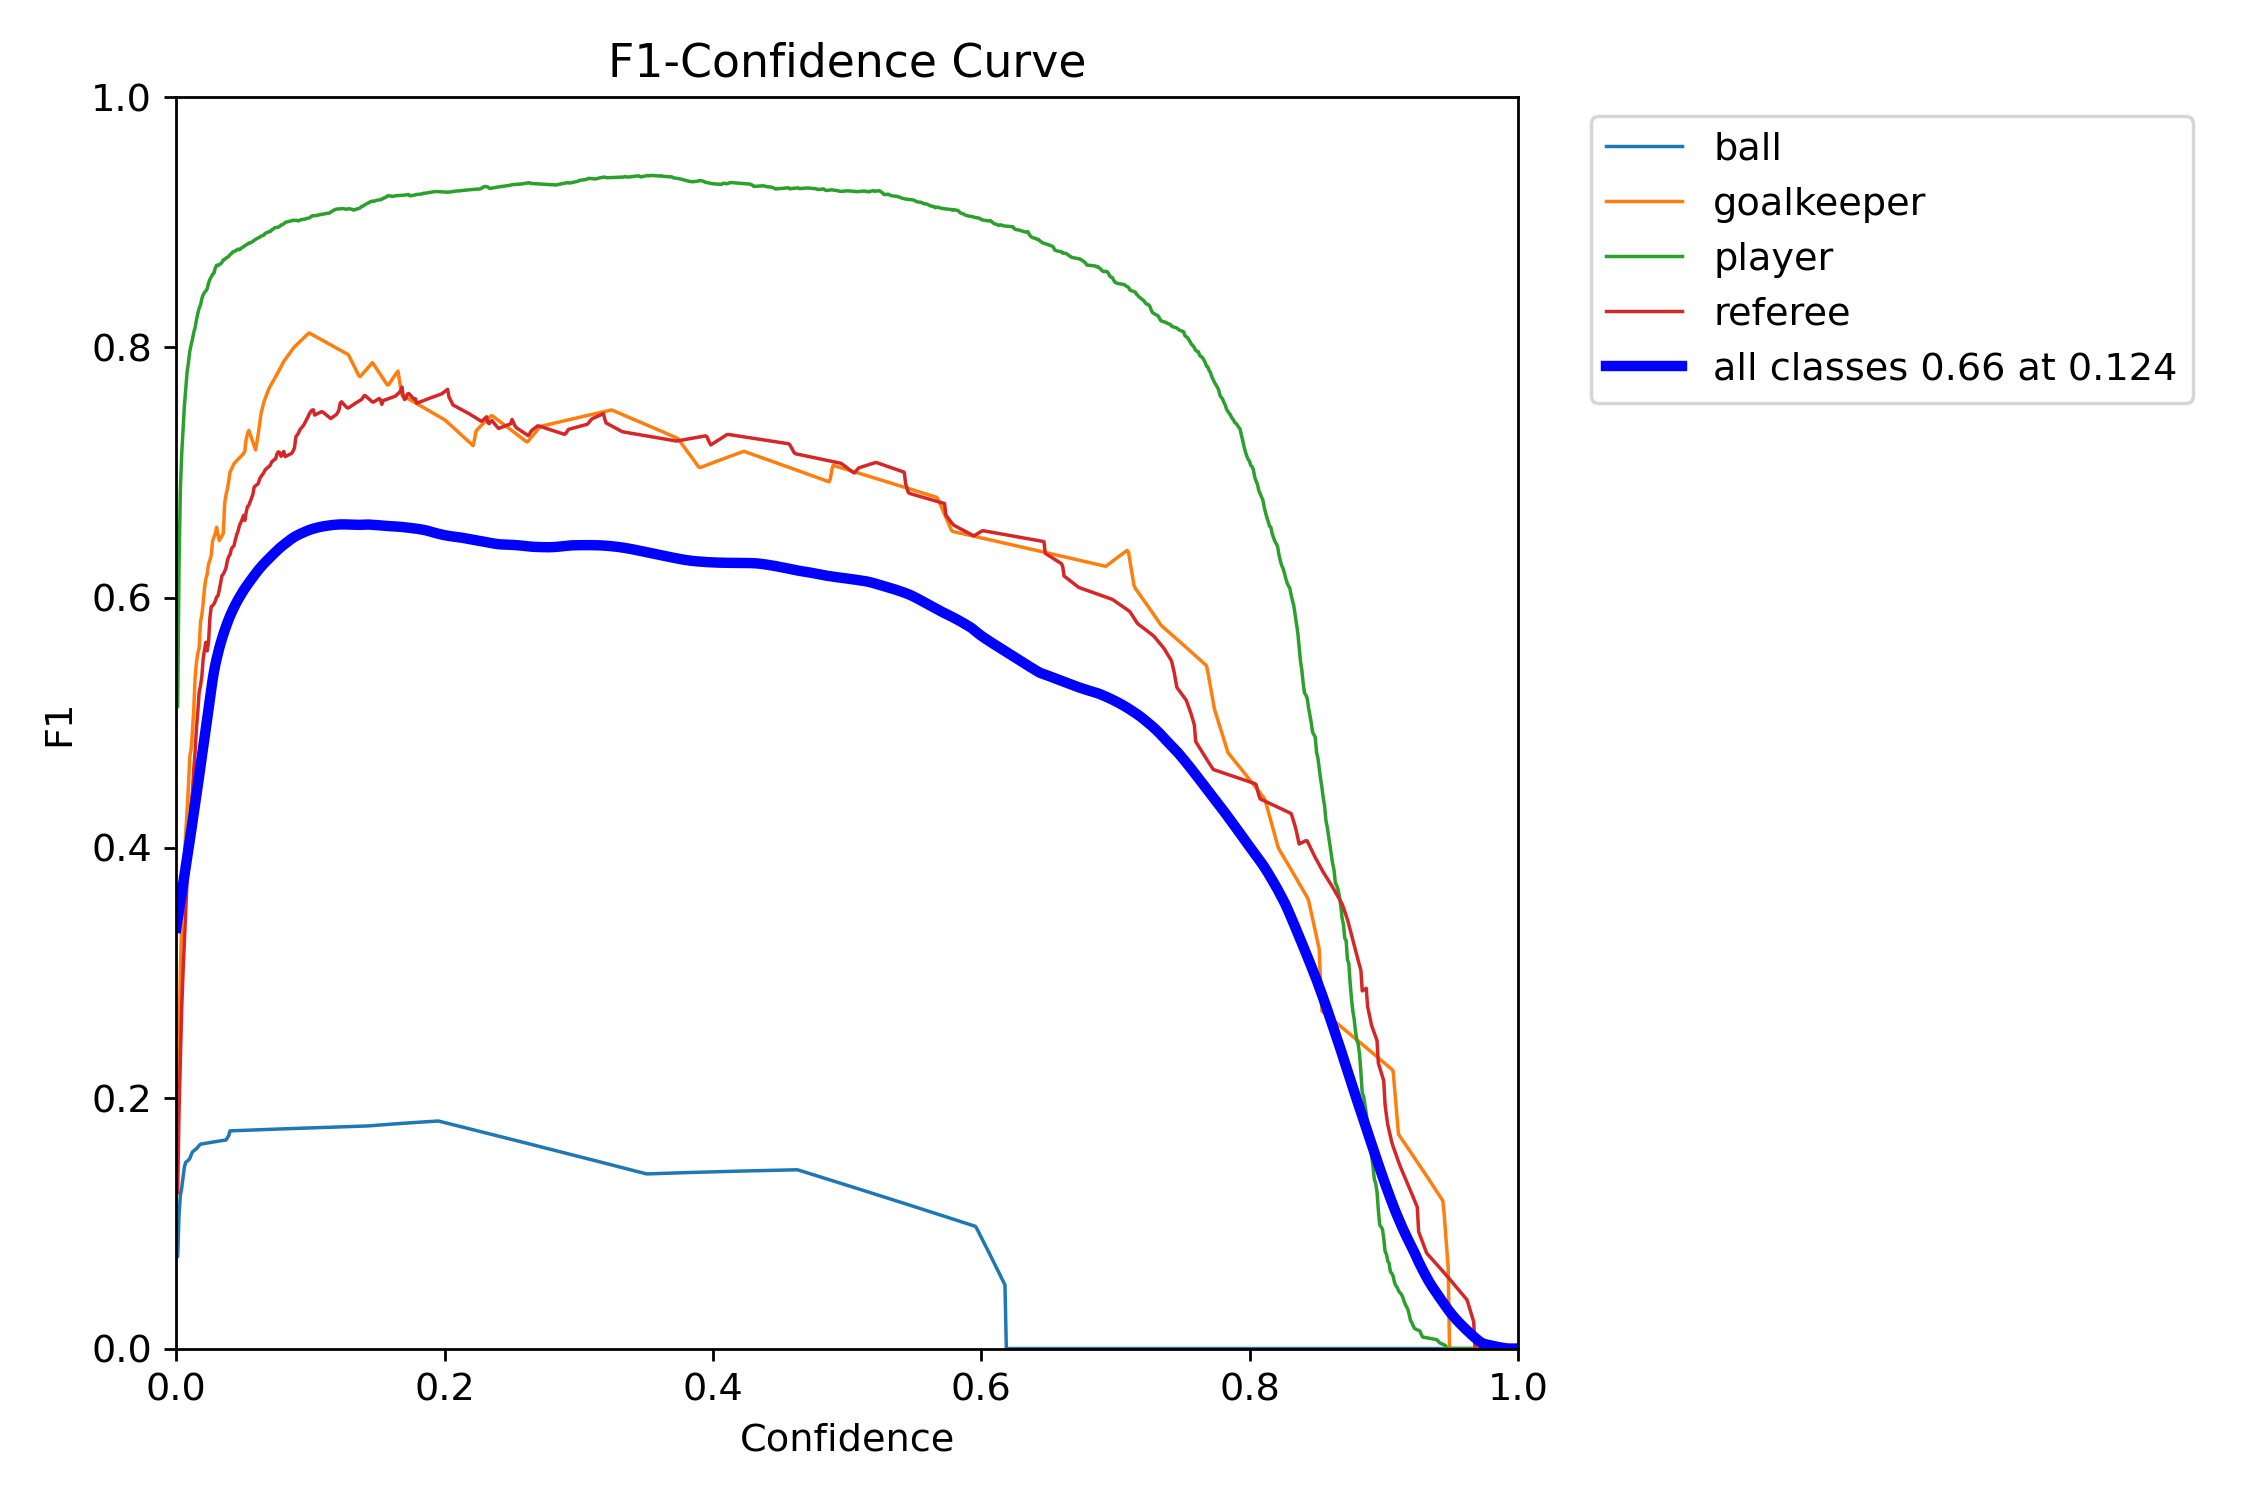 F1-Confidence Curve
1.0
0.8
0.6
0.4
0.2
0.0
F1
0.0 0.2 0.4 0.6 0.8 1.0
Confidence
ball
goalkeeper
player
referee
all classes 0.66 at 0.124